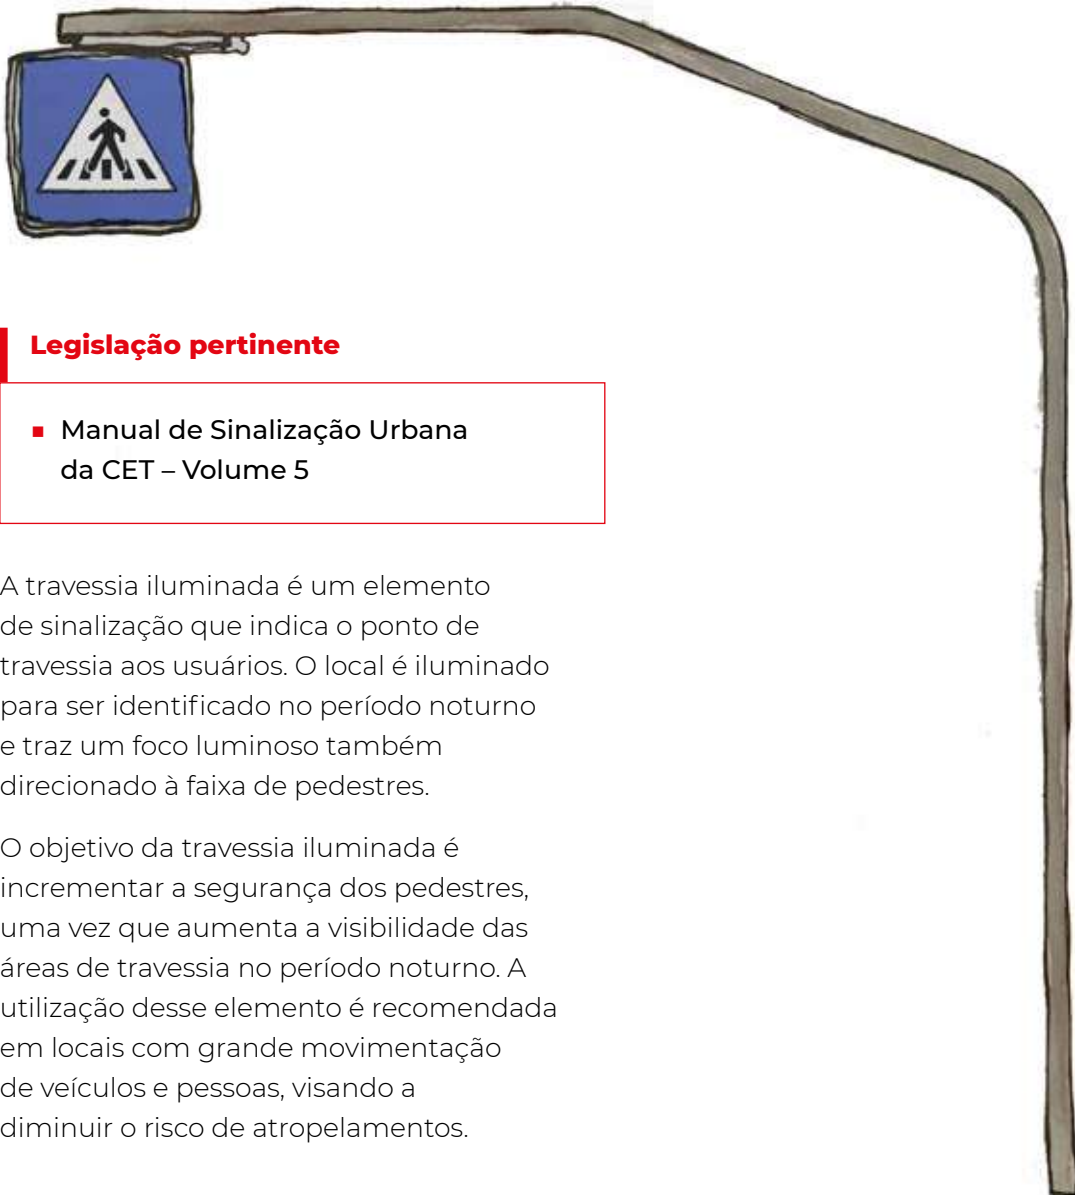 Legislação pertinente
▪ Manual de Sinalização Urbana
da CET – Volume 5
A travessia iluminada é um elemento
de sinalização que indica o ponto de
travessia aos usuários. O local é iluminado
para ser identificado no período noturno
e traz um foco luminoso também
direcionado à faixa de pedestres.
O objetivo da travessia iluminada é
incrementar a segurança dos pedestres,
uma vez que aumenta a visibilidade das
áreas de travessia no período noturno. A
utilização desse elemento é recomendada
em locais com grande movimentação
de veículos e pessoas, visando a
diminuir o risco de atropelamentos.